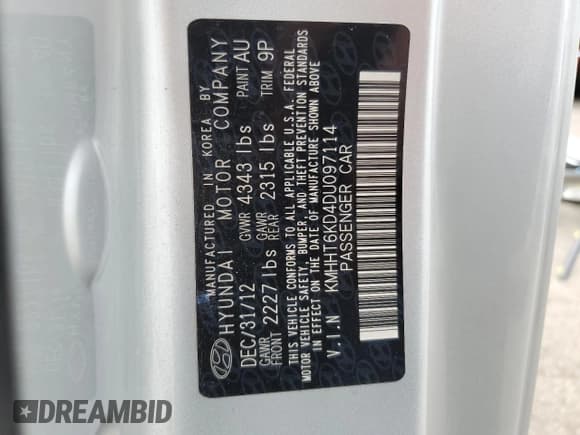 MANUFACTURED IN KOREA BY
HYUNDAI MOTOR COMPANY
DEC/31/12 GVWR 4343 lbs PAINT AU
GAWR FRONT 2227 lbs GAWR REAR 2315 lbs TRIM 9P
THIS VEHICLE CONFORMS TO ALL APPLICABLE U.S.A. FEDERAL
MOTOR VEHICLE SAFETY, BUMPER, AND THEFT PREVENTION STANDARDS
IN EFFECT ON THE DATE OF MANUFACTURE SHOWN ABOVE
V.I.N KMHHT6KD4DU097114
PASSENGER CAR
DREAMBID